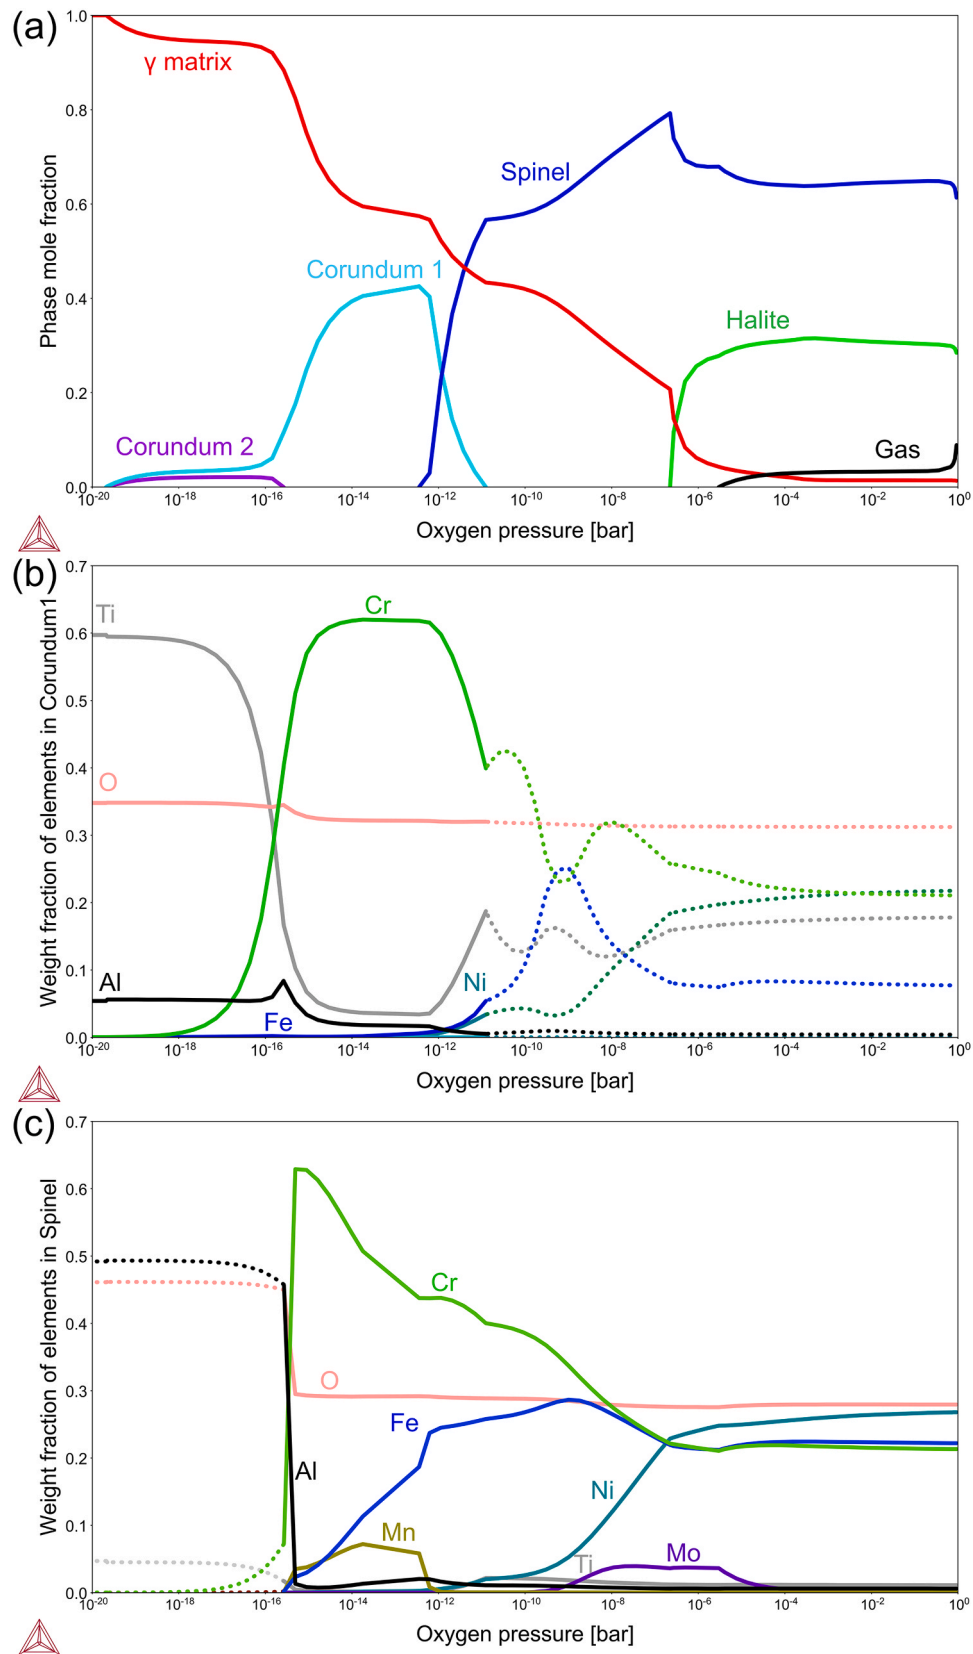 (a)
1.0
γ matrix
0.8
Spinel
0.6
Phase mole fraction
Corundum 1
0.4
Halite
0.2
Corundum 2
Gas
0.0
10-20 10-18 10-16 10-14 10-12 10-10 10-8 10-6 10-4 10-2 100
Oxygen pressure [bar]
(b)
0.7
Ti
Cr
0.6
0.5
Weight fraction of elements in Corundum1
0.4
O
0.3
0.2
0.1
Al
Ni
Fe
0.0
10-20 10-18 10-16 10-14 10-12 10-10 10-8 10-6 10-4 10-2 100
Oxygen pressure [bar]
(c)
0.7
0.6
0.5
Weight fraction of elements in Spinel
0.4
Cr
O
0.3
Fe
0.2
Al
Ni
Mn
0.1
Ti
Mo
0.0
10-20 10-18 10-16 10-14 10-12 10-10 10-8 10-6 10-4 10-2 100
Oxygen pressure [bar]